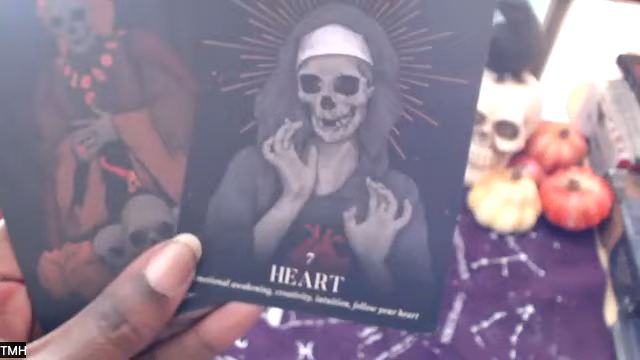 7
HEART
emotional awakening, creativity, intuition, follow your heart
TMH